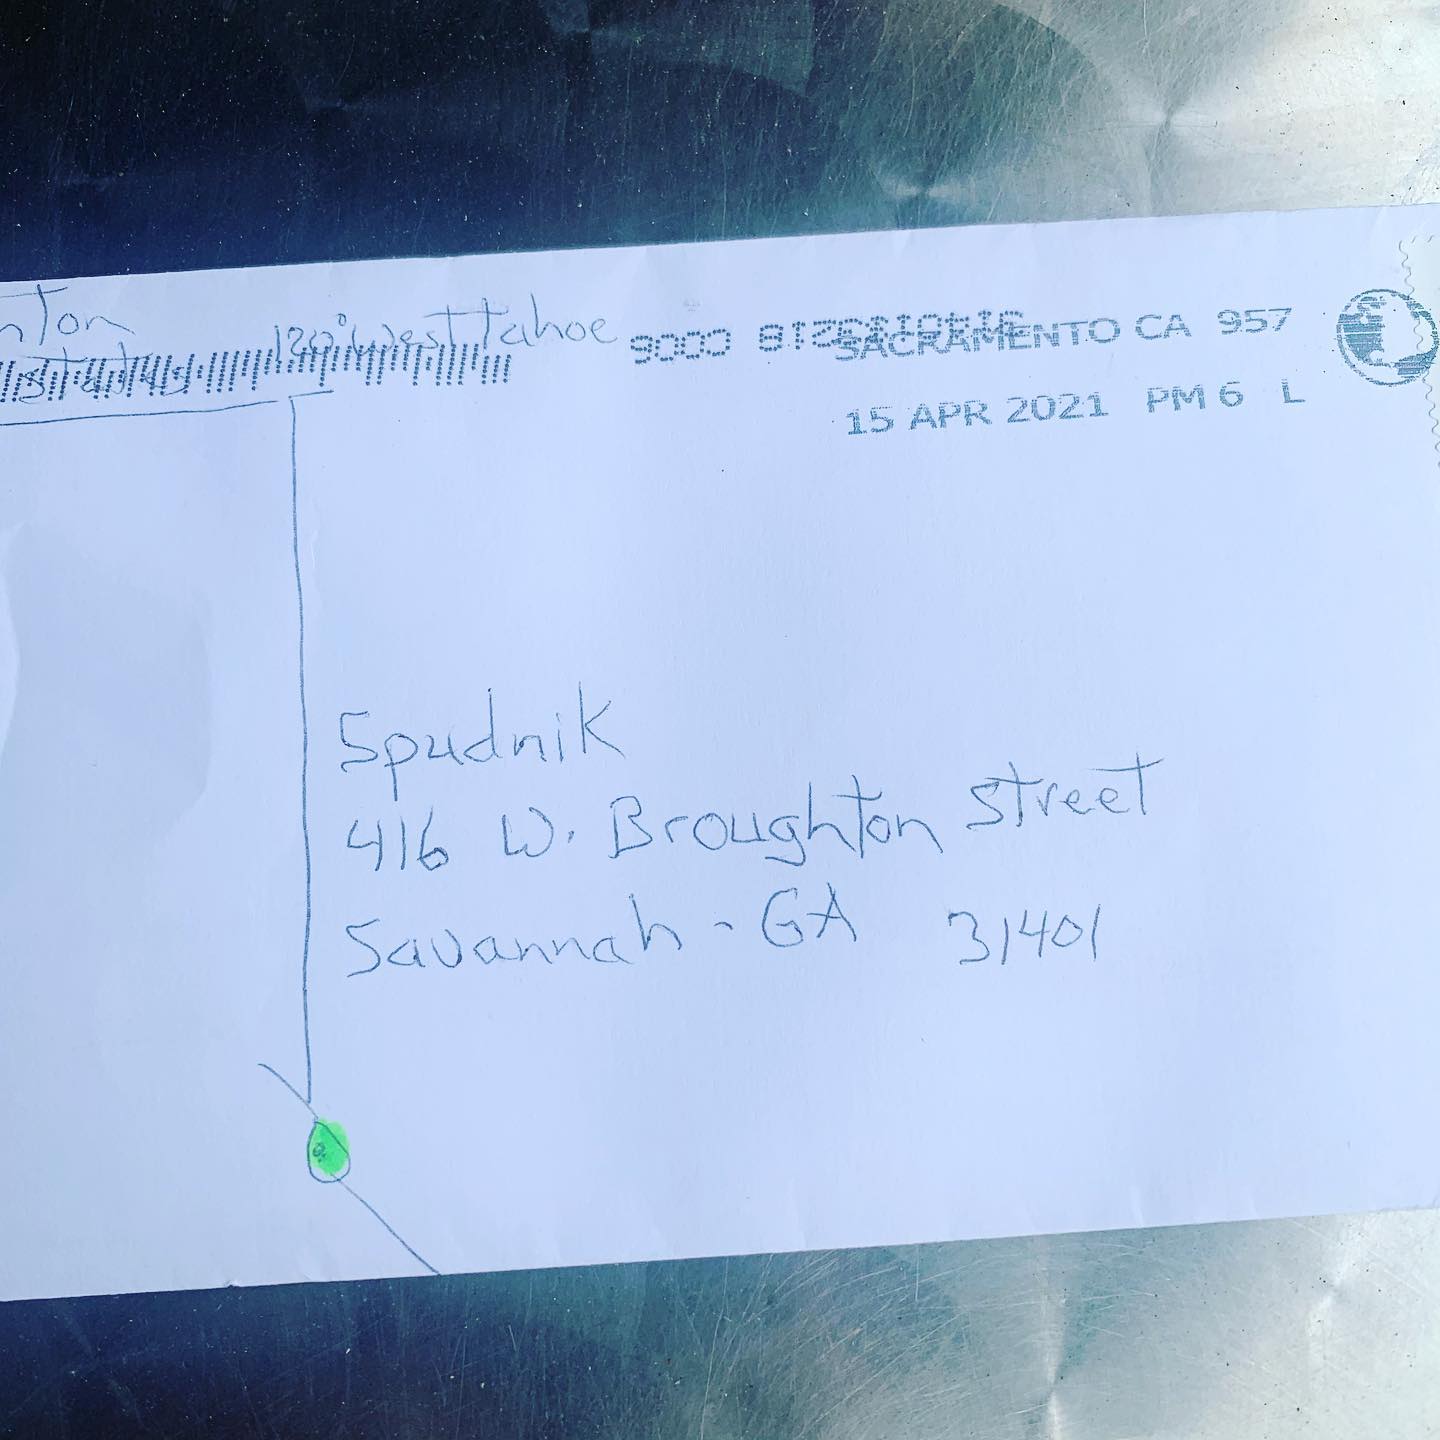 nton
120° West Tahoe
SACRAMENTO CA 957
15 APR 2021 PM 6 L
Spudnik
416 W. Broughton Street
Savannah - GA 31401